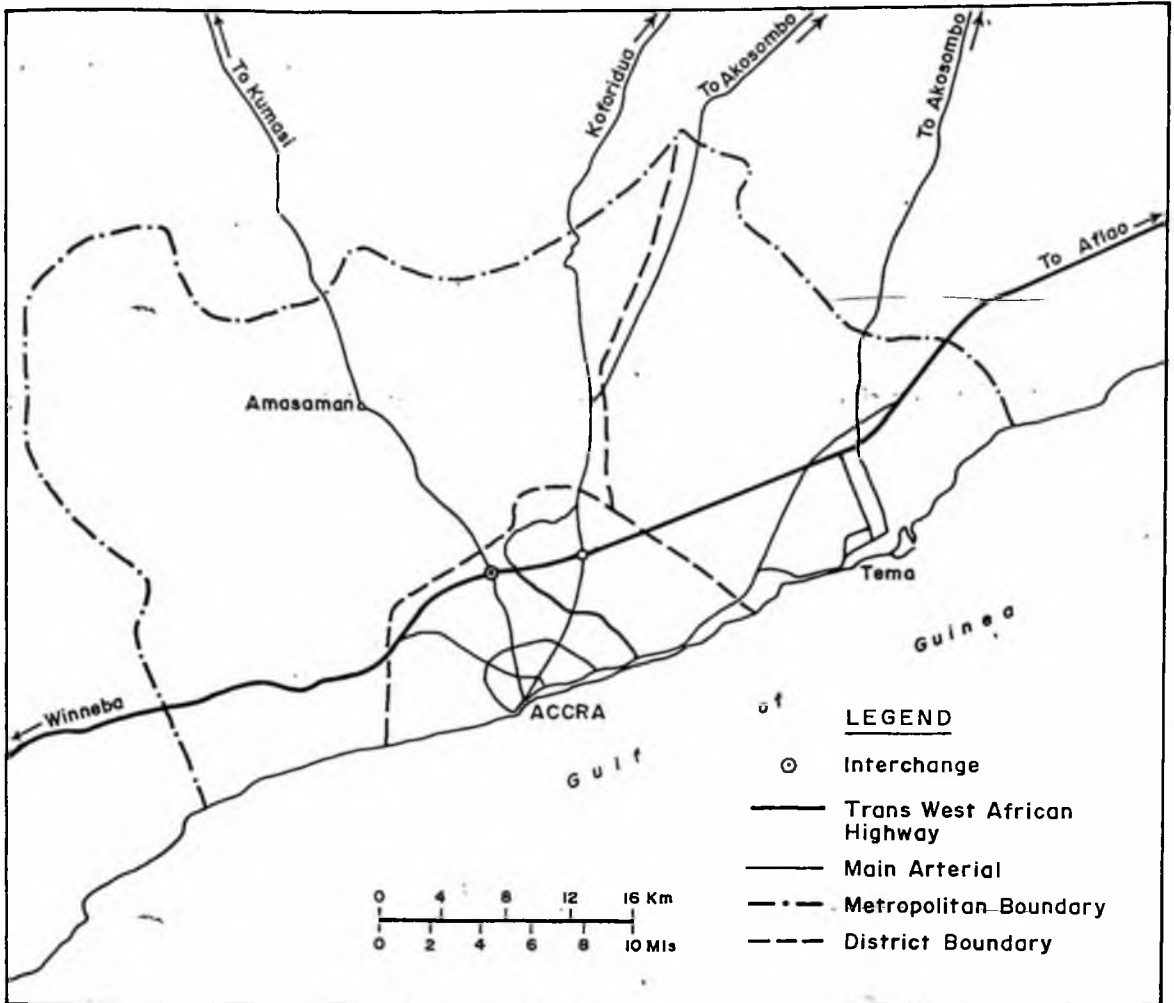 To Kumasi
Koforidua
To Akosombo
To Akosombo
To Aflao
Amasaman
Winneba
ACCRA
Tema
Gulf
of
Guinea
LEGEND
Interchange
Trans West African
Highway
Main Arterial
Metropolitan Boundary
District Boundary
0 4 8 12 16 Km
0 2 4 6 8 10 Mls